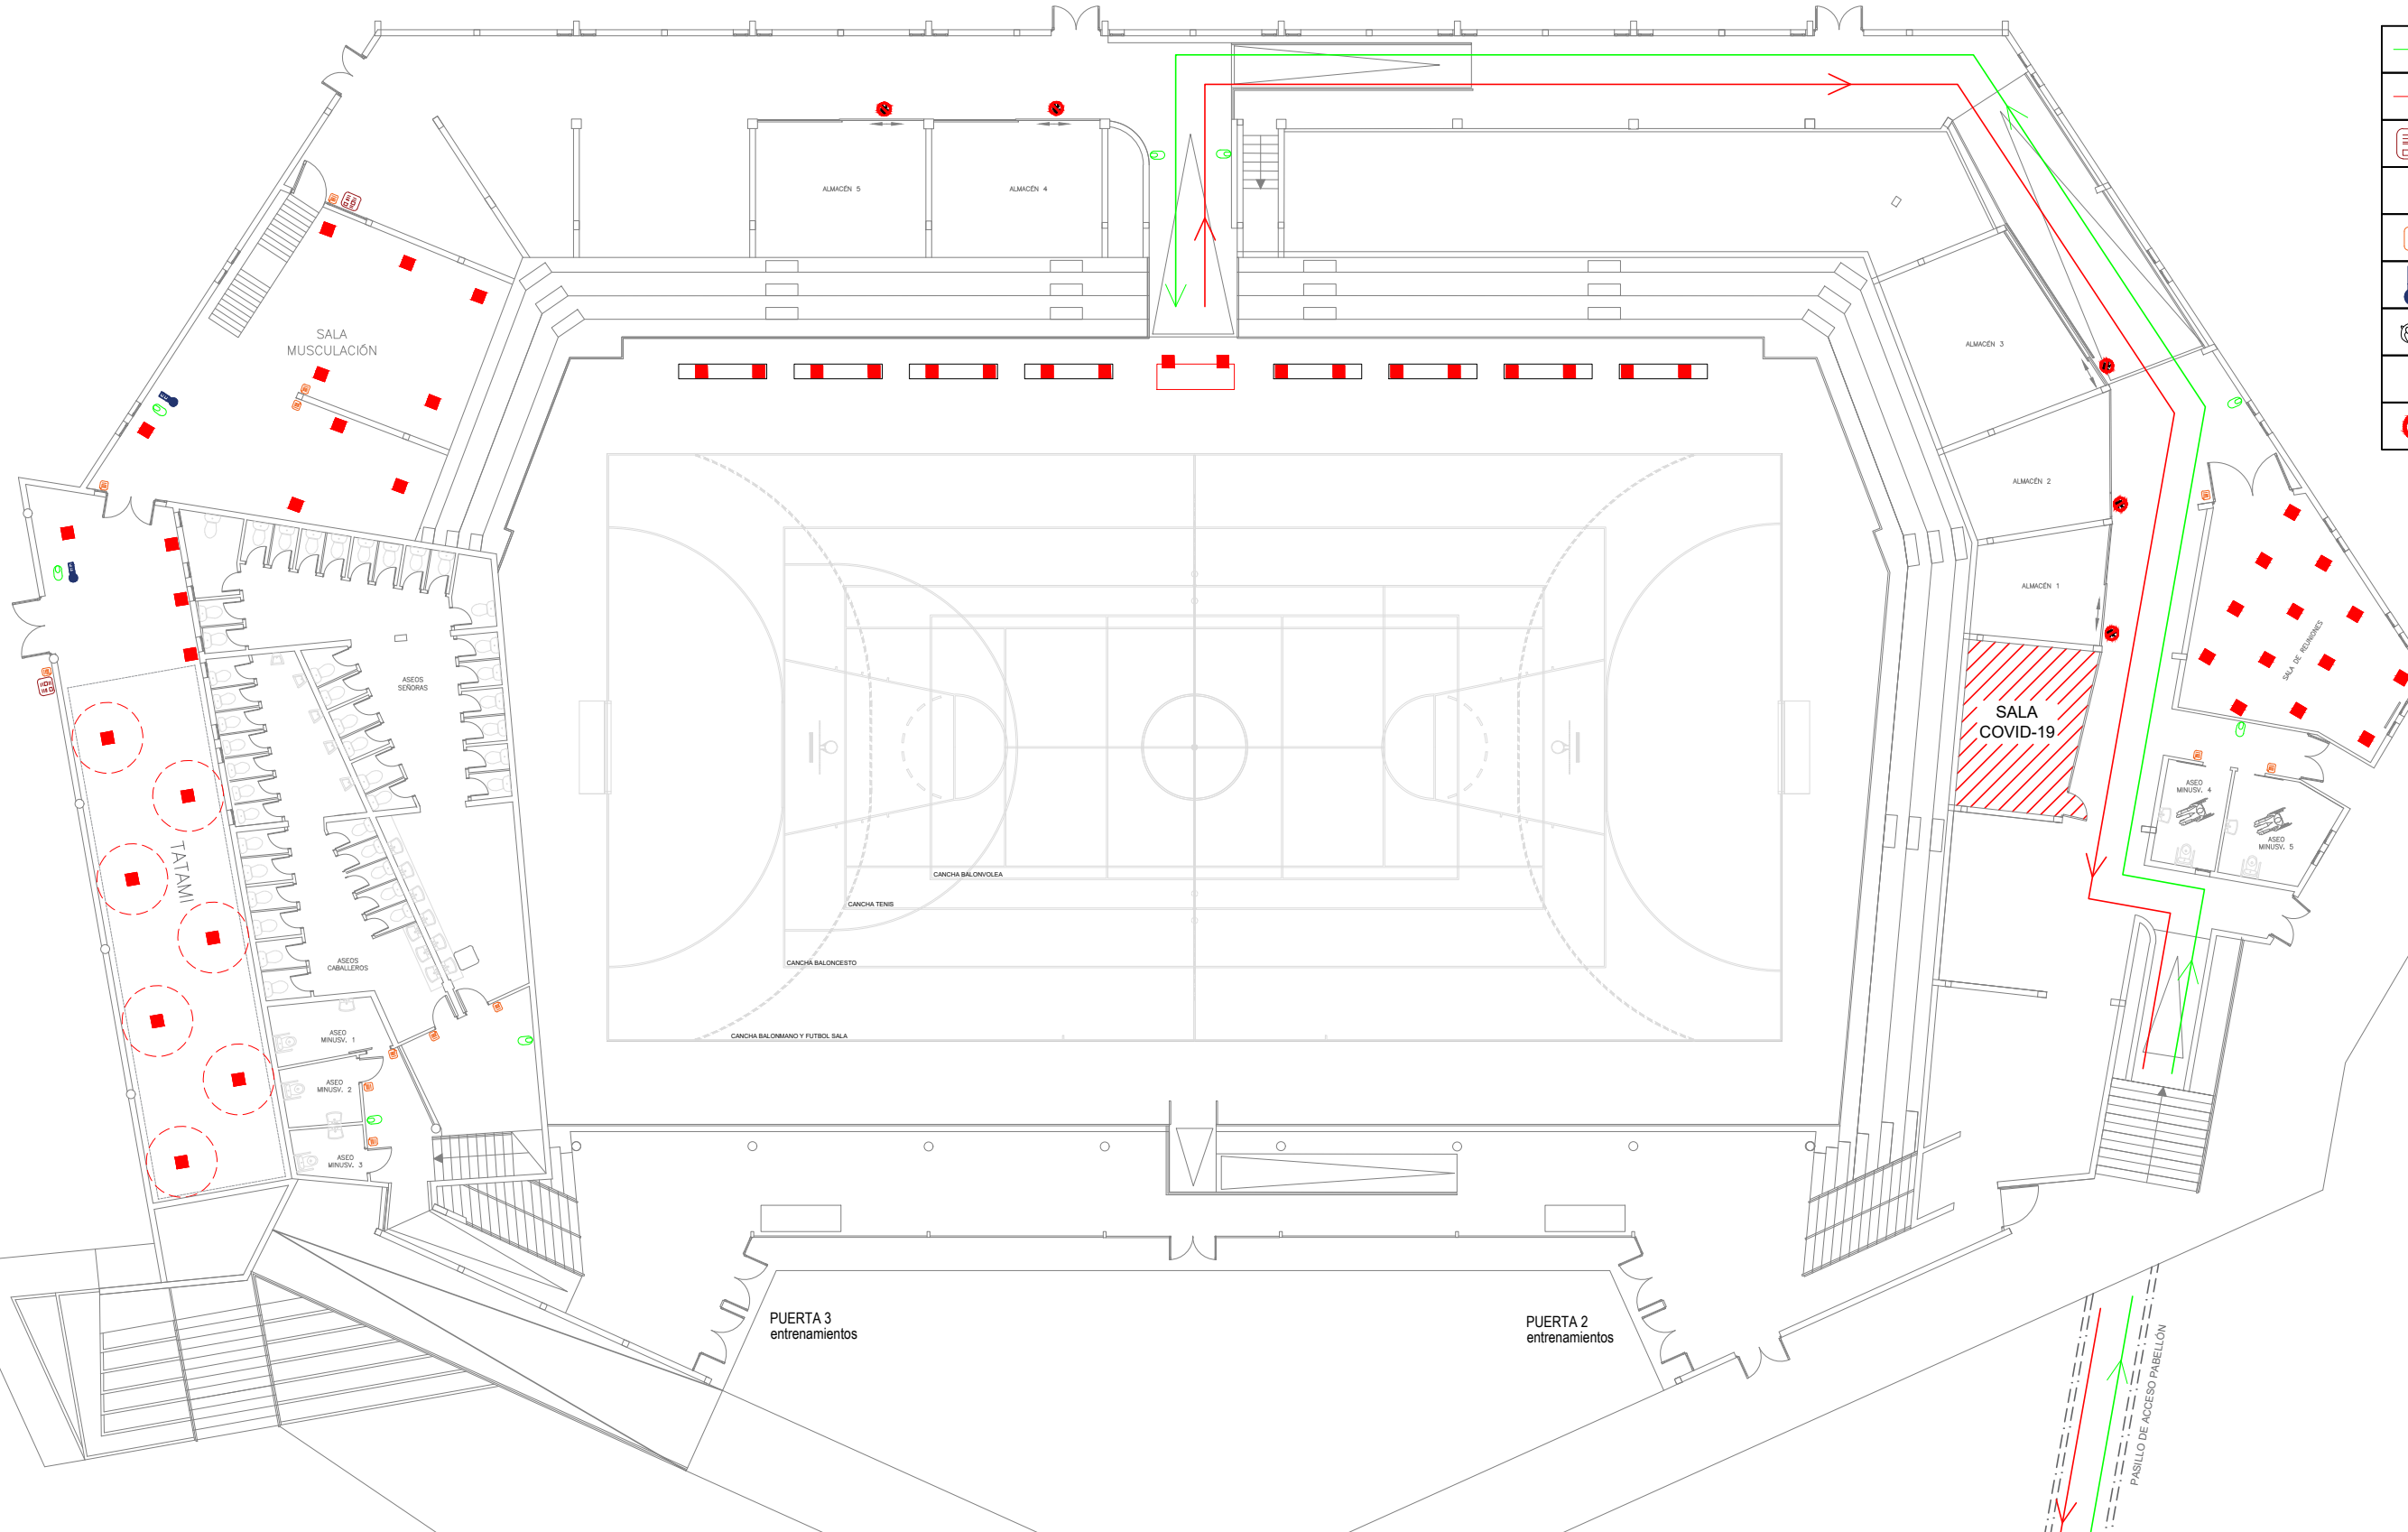 ALMACÉN 5
ALMACÉN 4
SALA
MUSCULACIÓN
ALMACÉN 3
ALMACÉN 2
ALMACÉN 1
SALA DE REUNIONES
SALA
COVID-19
ASEOS
SEÑORAS
TATAMI
ASEO
MINUSV. 4
ASEO
MINUSV. 5
CANCHA BALONVOLEA
CANCHA TENIS
CANCHA BALONCESTO
CANCHA BALONMANO Y FUTBOL SALA
ASEOS
CABALLEROS
ASEO
MINUSV. 1
ASEO
MINUSV. 2
ASEO
MINUSV. 3
PUERTA 3
entrenamientos
PUERTA 2
entrenamientos
PASILLO DE ACCESO PABELLÓN